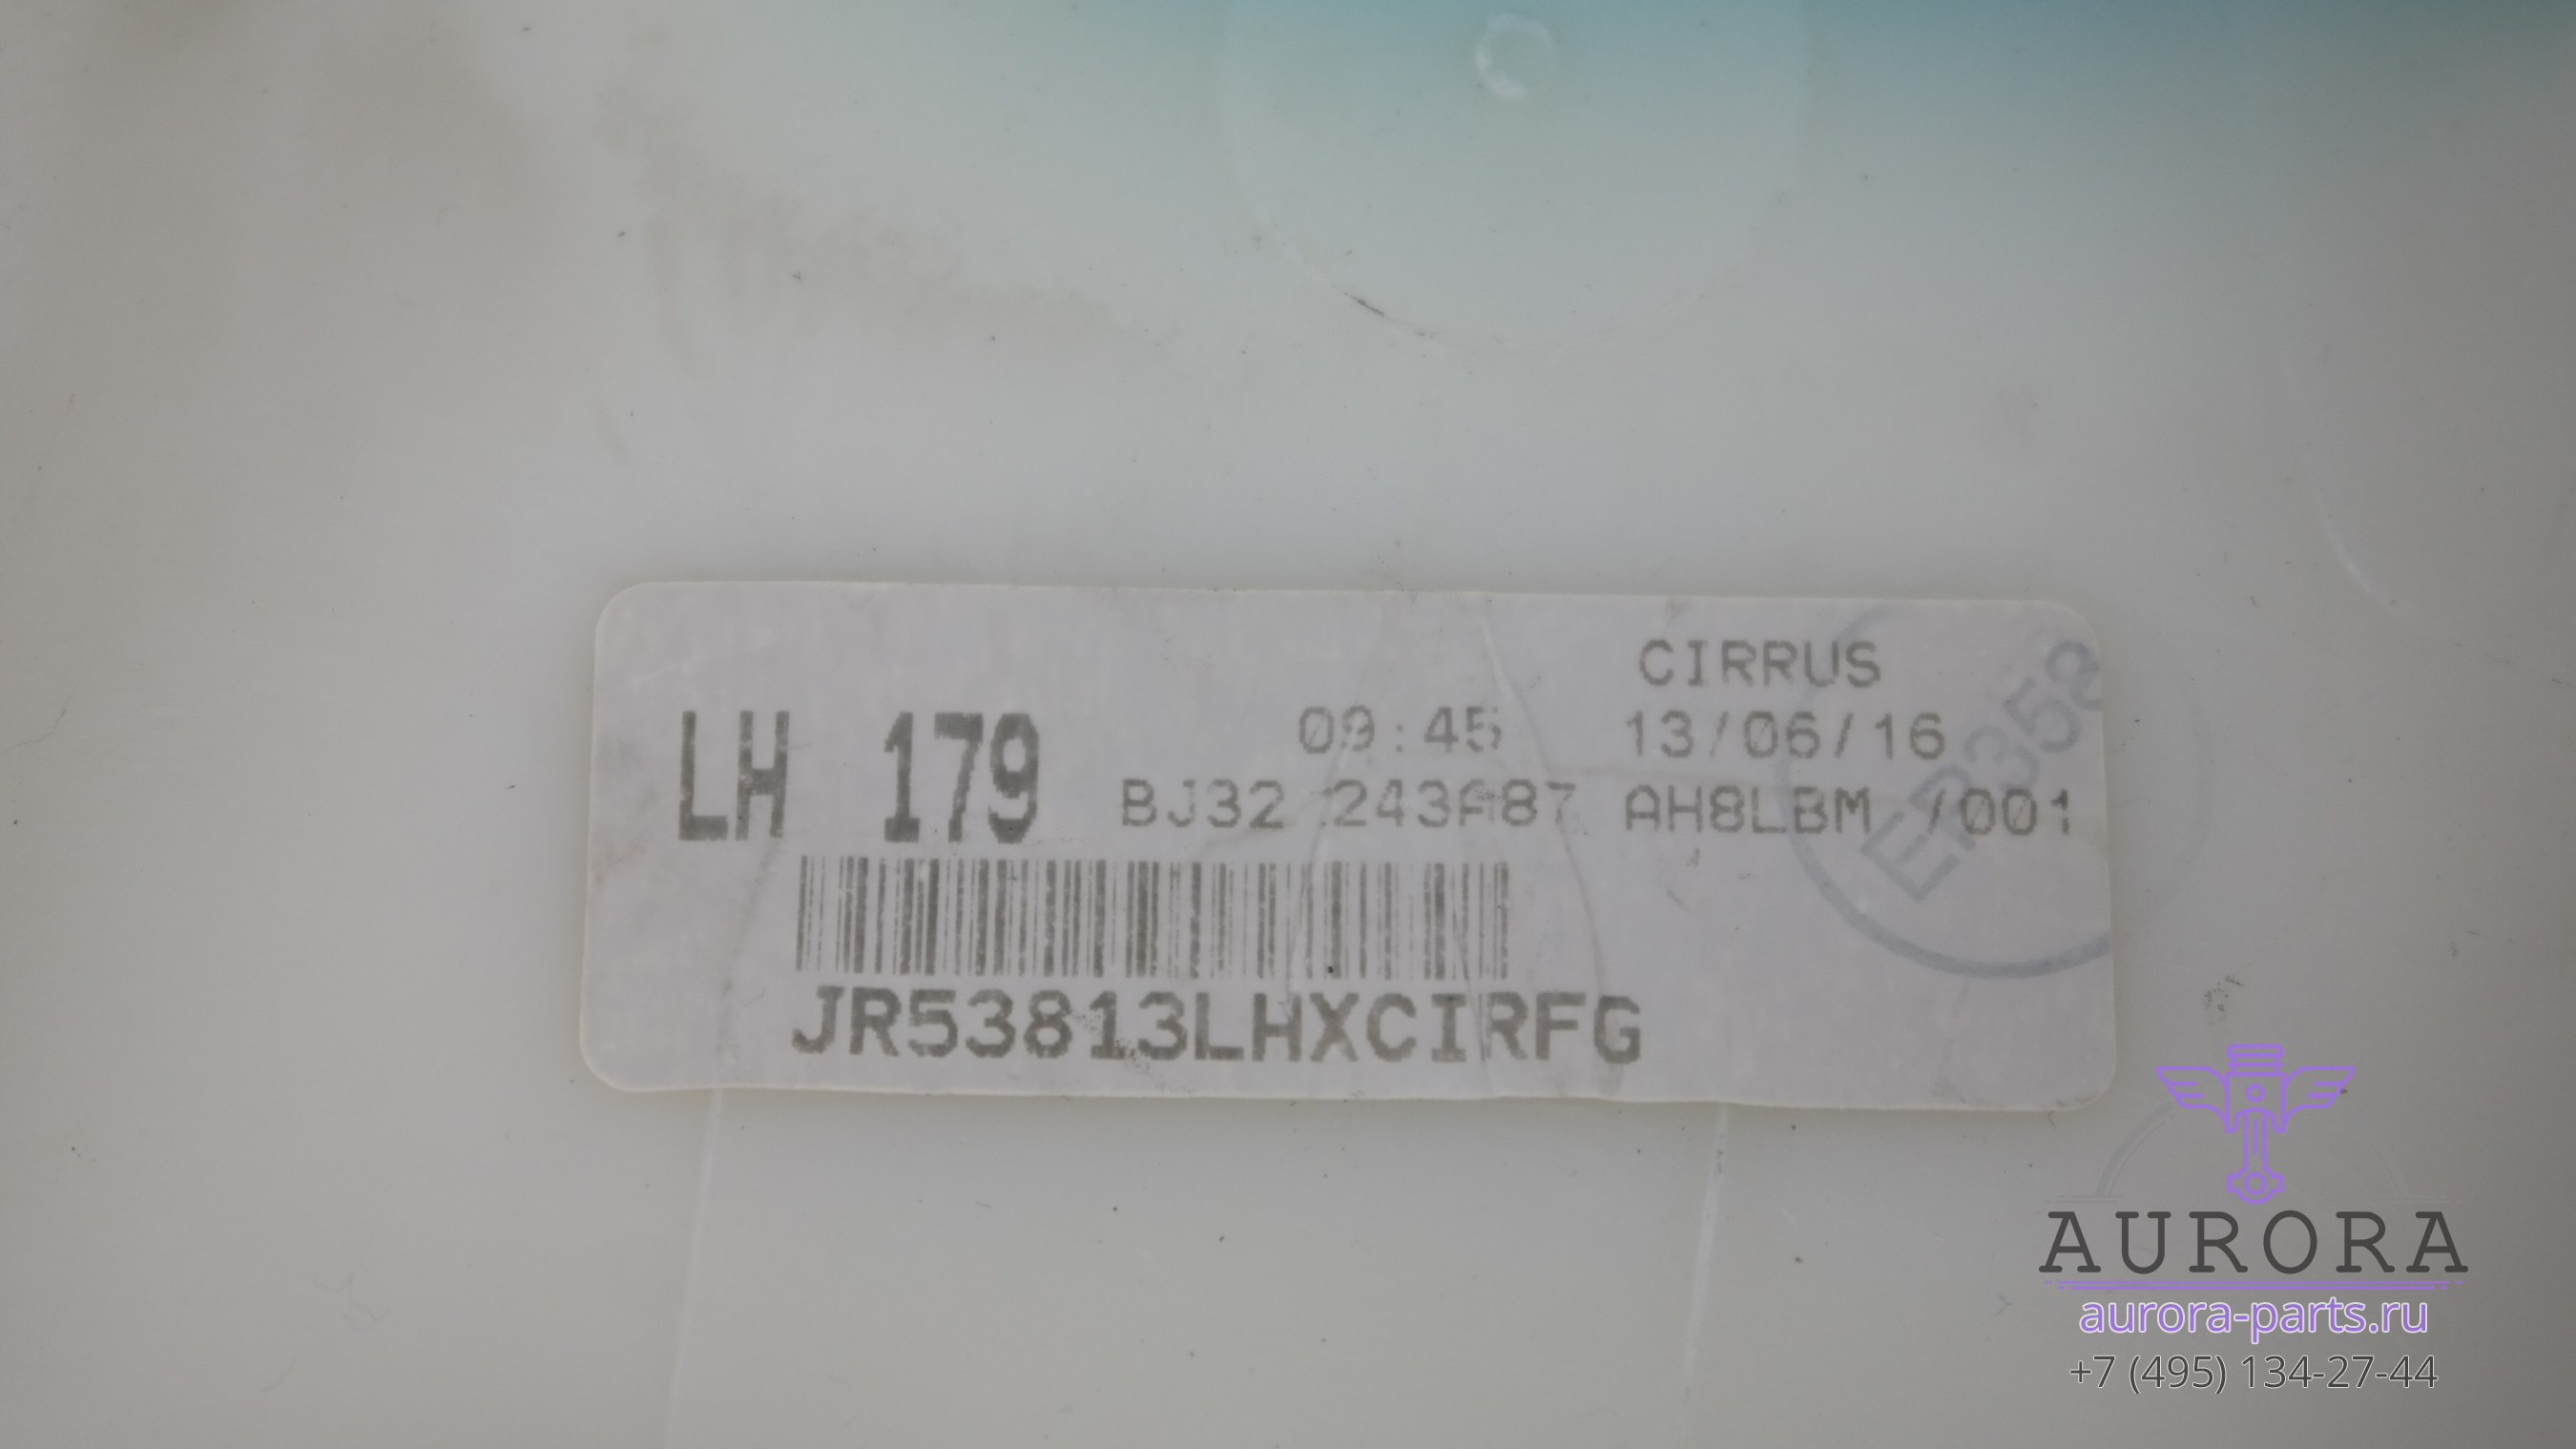 CIRRUS
LH 179
09:45 13/06/16
BJ32 243A87 AH8LBM /001
ER358
JR53813LHXCIRFG
AURORA
aurora-parts.ru
+7 (495) 134-27-44